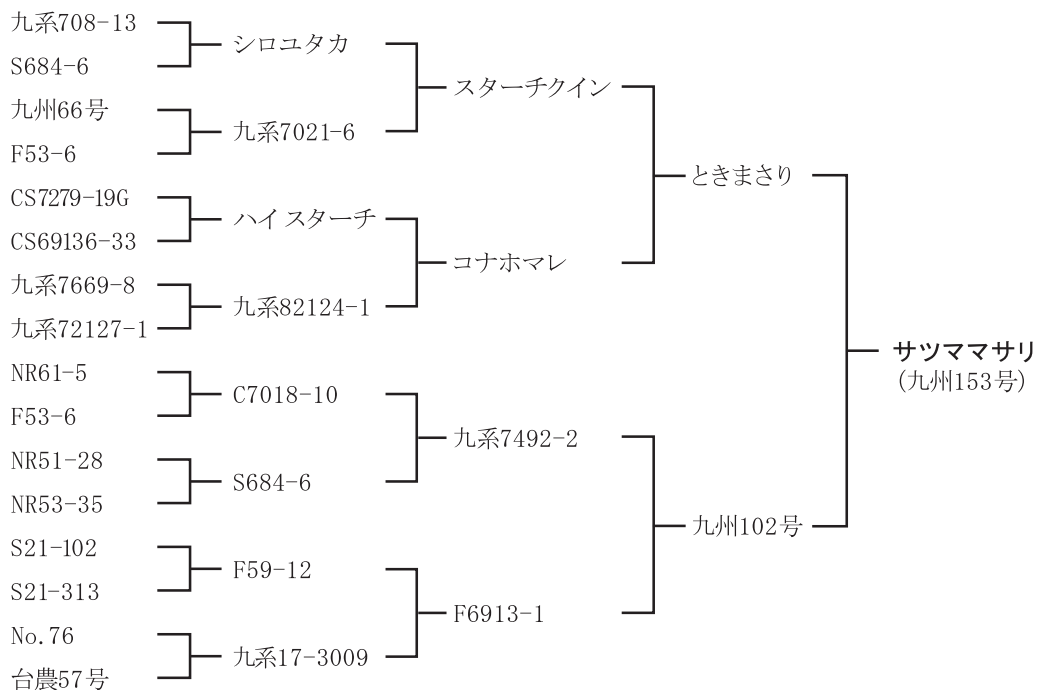 九系708-13
S684-6
九州66号
F53-6
CS7279-19G
CS69136-33
九系7669-8
九系72127-1
NR61-5
F53-6
NR51-28
NR53-35
S21-102
S21-313
No.76
台農57号
シロユタカ
九系7021-6
ハイスターチ
九系82124-1
C7018-10
S684-6
F59-12
九系17-3009
スターチクイン
コナホマレ
九系7492-2
F6913-1
ときまさり
九州102号
サツママサリ
(九州153号)